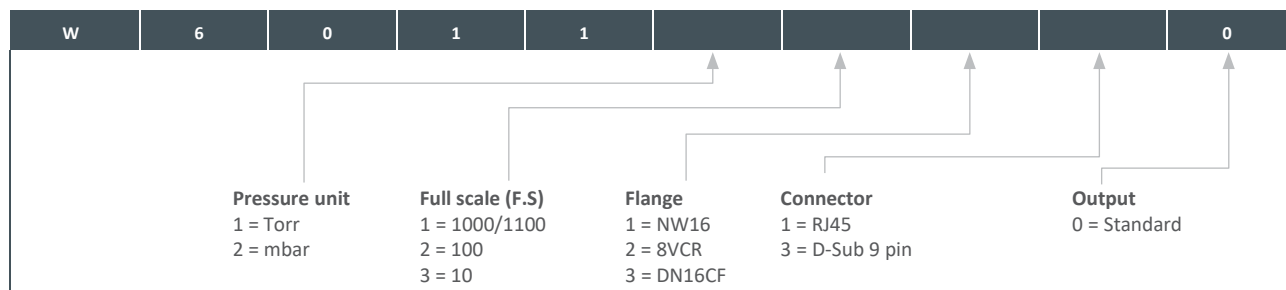 W 6 0 1 1 0
Pressure unit
1 = Torr
2 = mbar
Full scale (F.S)
1 = 1000/1100
2 = 100
3 = 10
Flange
1 = NW16
2 = 8VCR
3 = DN16CF
Connector
1 = RJ45
3 = D-Sub 9 pin
Output
0 = Standard